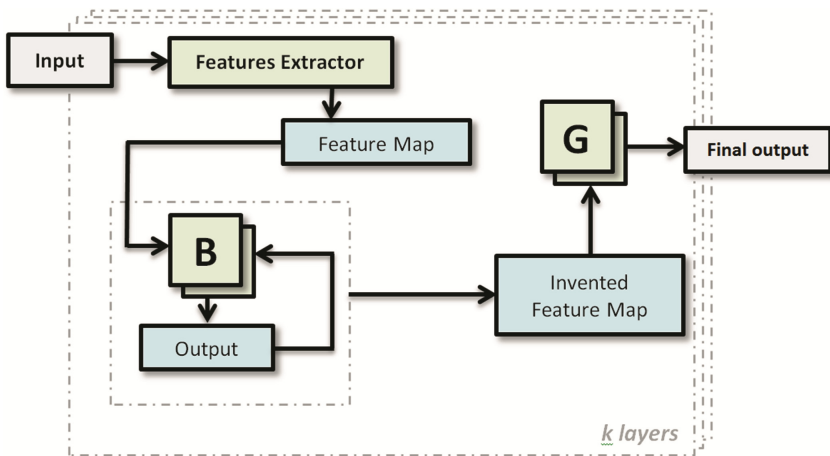 Input
Features Extractor
Feature Map
G
Final output
B
Invented
Feature Map
Output
k layers